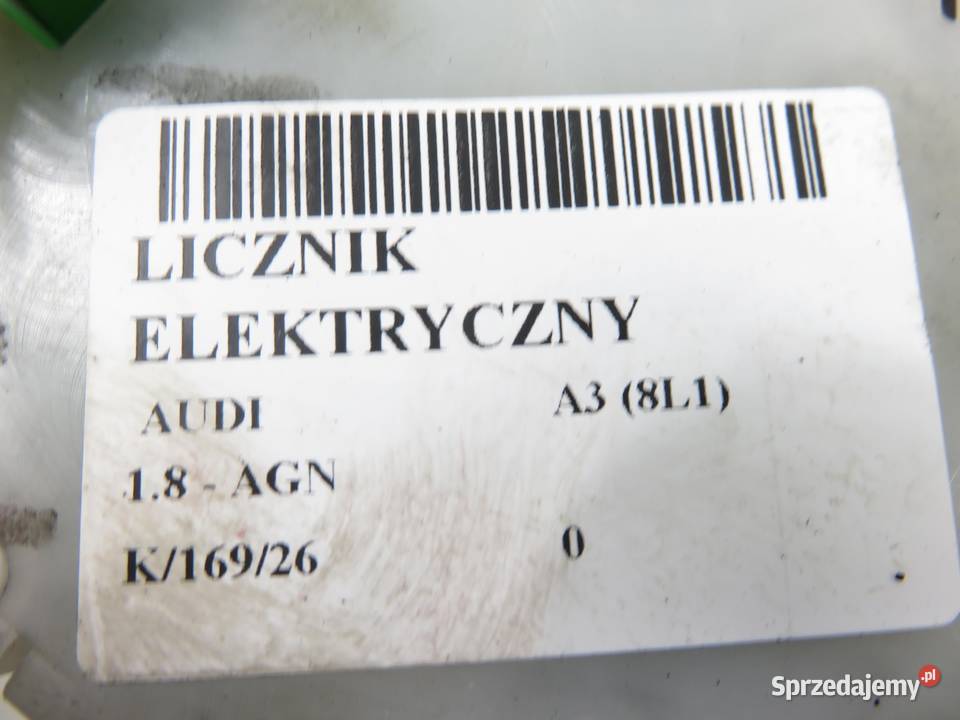 LICZNIK
ELEKTRYCZNY
AUDI A3 (8L1)
1.8 - AGN
K/169/26 0
Sprzedajemy.pl